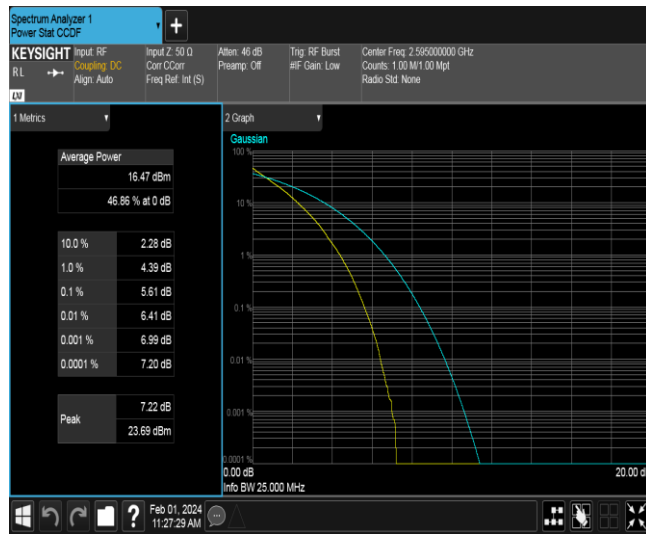 Spectrum Analyzer 1
Power Stat CCDF
+
KEYSIGHT
RL
LXI
Input: RF
Coupling: DC
Align: Auto
Input Z: 50 Ω
Corr CCorr
Freq Ref: Int (S)
Atten: 46 dB
Preamp: Off
Trig: RF Burst
#IF Gain: Low
Center Freq: 2.595000000 GHz
Counts: 1.00 M/1.00 Mpt
Radio Std: None
1 Metrics
Average Power
16.47 dBm
46.86 % at 0 dB
10.0 % 2.28 dB
1.0 % 4.39 dB
0.1 % 5.61 dB
0.01 % 6.41 dB
0.001 % 6.99 dB
0.0001 % 7.20 dB
Peak
7.22 dB
23.69 dBm
2 Graph
Gaussian
100 %
10 %
1 %
0.1 %
0.01 %
0.001 %
0.0001 %
0.00 dB
20.00 d
Info BW 25.000 MHz
?
Feb 01, 2024
11:27:29 AM